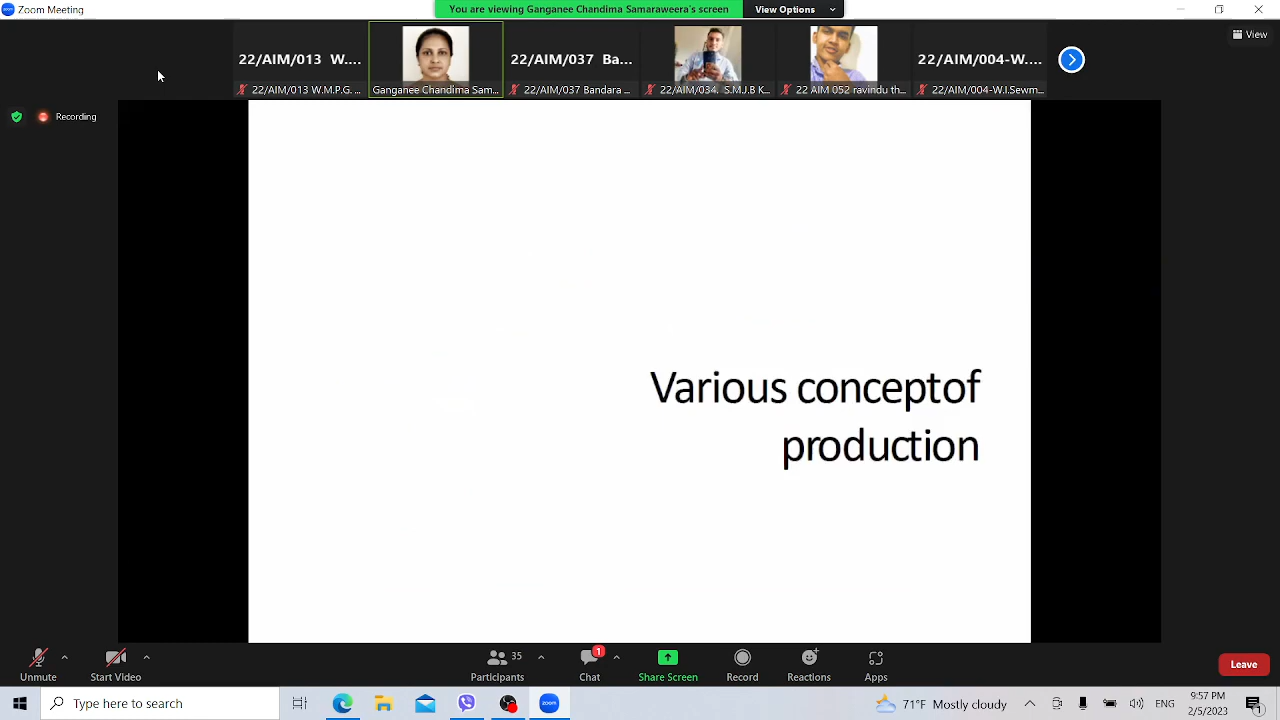 Zoom Meeting
You are viewing Ganganee Chandima Samaraweera's screen
View Options
View
22/AIM/013 W....
22/AIM/037 Ba...
22/AIM/004-W....
22/AIM/013 W.M.P.G. ...
Ganganee Chandima Sam...
22/AIM/037 Bandara ...
22/AIM/034. S.M.J.B K...
22 AIM 052 ravindu th...
22/AIM/004-W.I.Sewm...
Recording
Various conceptof
production
Unmute
Start Video
35
Participants
1
Chat
Share Screen
Record
Reactions
Apps
Leave
Type here to search
zoom
71°F Mostly cloudy
ENG
9:57 PM
2/5/2023
1